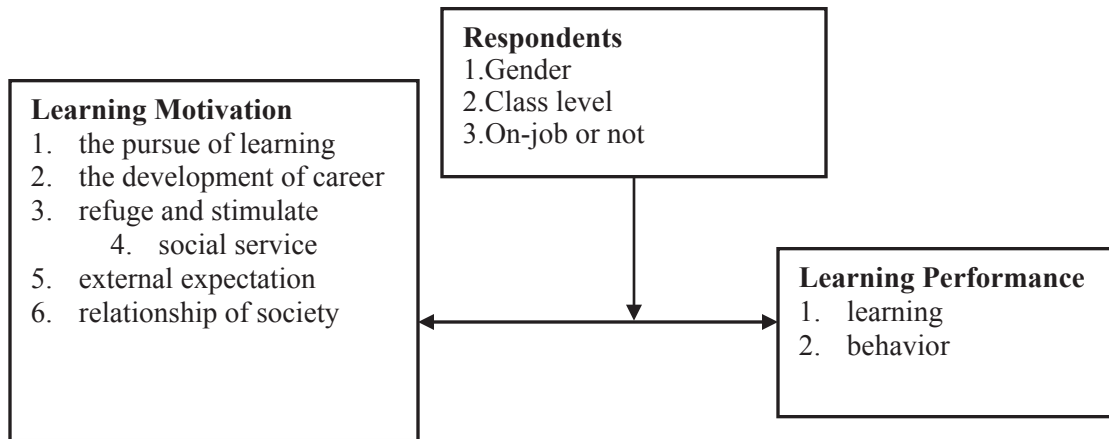 Respondents
1.Gender
2.Class level
3.On-job or not
Learning Motivation
1. the pursue of learning
2. the development of career
3. refuge and stimulate
4. social service
5. external expectation
6. relationship of society
Learning Performance
1. learning
2. behavior